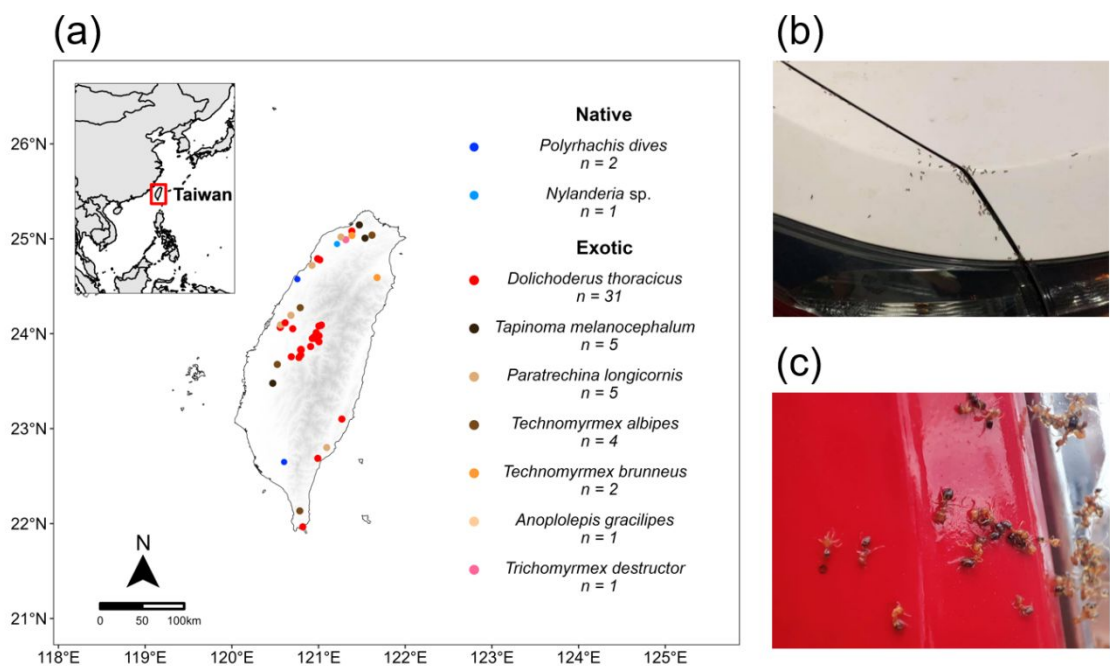 (a)
Taiwan
Native
Polyrhachis dives
n = 2
Nylanderia sp.
n = 1
Exotic
Dolichoderus thoracicus
n = 31
Tapinoma melanocephalum
n = 5
Paratrechina longicornis
n = 5
Technomyrmex albipes
n = 4
Technomyrmex brunneus
n = 2
Anoplolepis gracilipes
n = 1
Trichomyrmex destructor
n = 1
26°N
25°N
24°N
23°N
22°N
21°N
N
0 50 100km
118°E 119°E 120°E 121°E 122°E 123°E 124°E 125°E
(b)
(c)